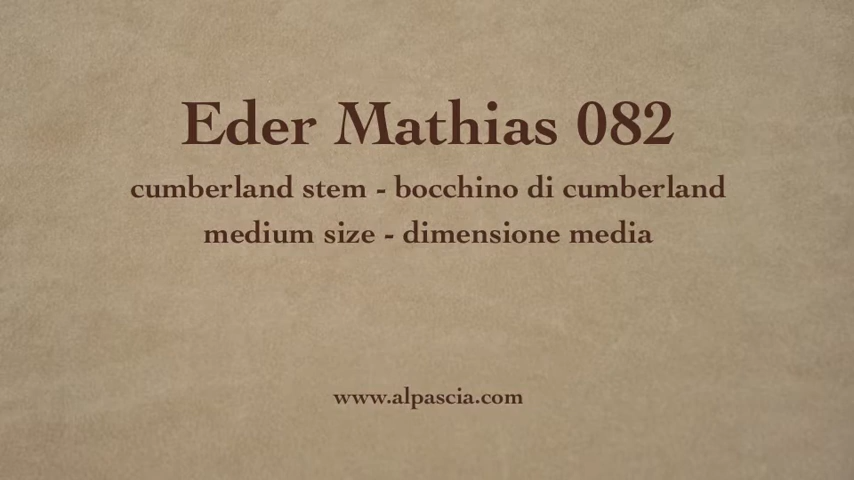 Eder Mathias 082
cumberland stem - bocchino di cumberland
medium size - dimensione media
www.alpascia.com